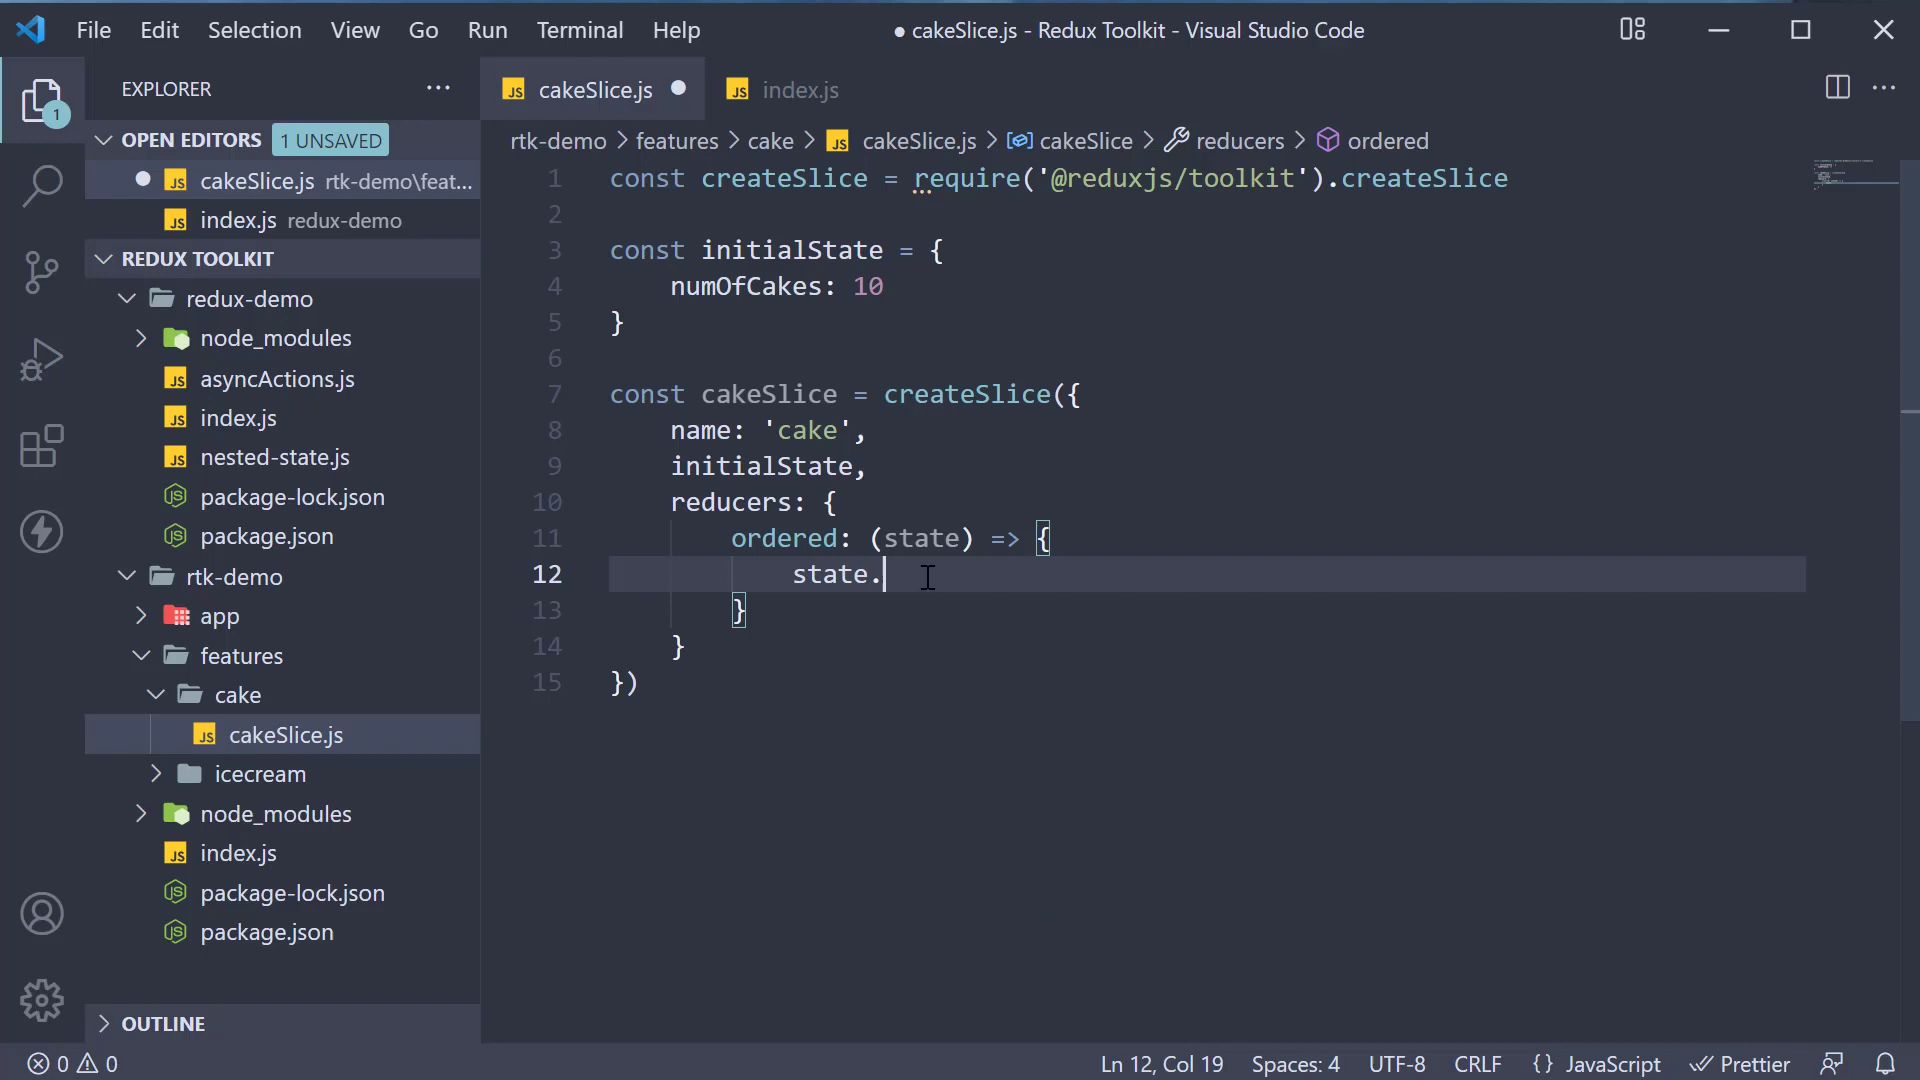 File Edit Selection View Go Run Terminal Help
● cakeSlice.js - Redux Toolkit - Visual Studio Code
EXPLORER
OPEN EDITORS 1 UNSAVED
cakeSlice.js rtk-demo\feat...
index.js redux-demo
REDUX TOOLKIT
redux-demo
node_modules
asyncActions.js
index.js
nested-state.js
package-lock.json
package.json
rtk-demo
app
features
cake
cakeSlice.js
icecream
node_modules
index.js
package-lock.json
package.json
OUTLINE
1
cakeSlice.js
index.js
rtk-demo > features > cake > cakeSlice.js > cakeSlice > reducers > ordered
1 const createSlice = require('@reduxjs/toolkit').createSlice
2
3 const initialState = {
4     numOfCakes: 10
5 }
6
7 const cakeSlice = createSlice({
8     name: 'cake',
9     initialState,
10     reducers: {
11         ordered: (state) => {
12             state.
13         }
14     }
15 })
0 0
Ln 12, Col 19 Spaces: 4 UTF-8 CRLF {} JavaScript Prettier